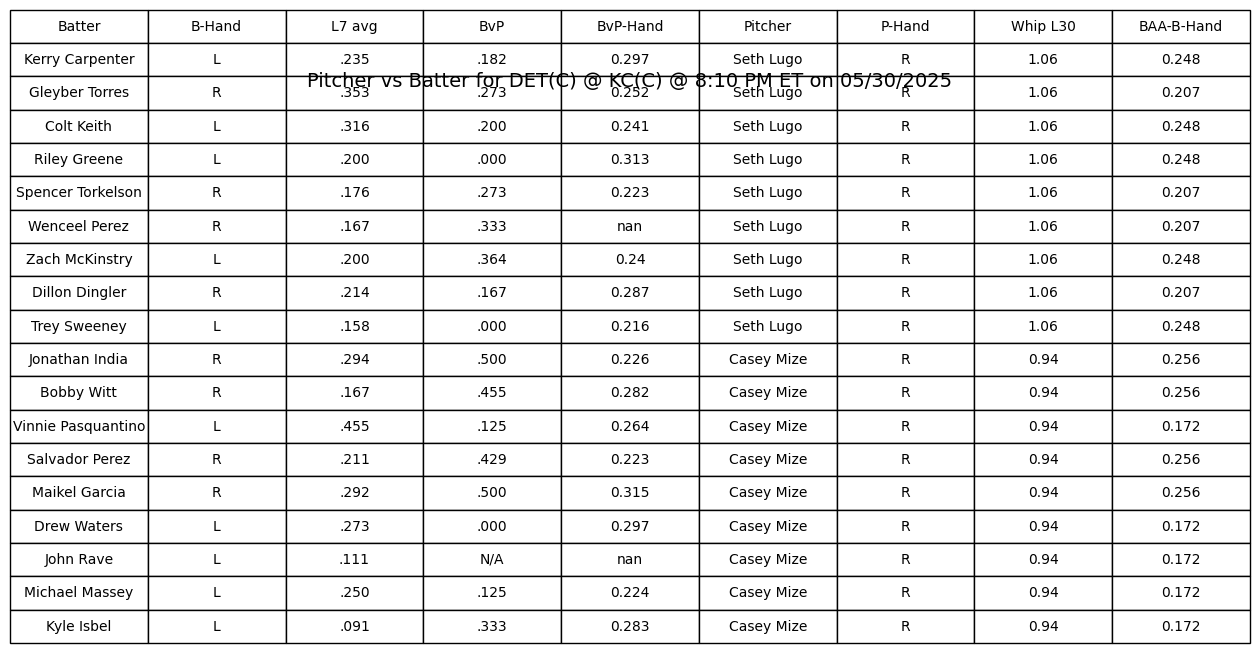 Batter B-Hand L7 avg BvP BvP-Hand Pitcher P-Hand Whip L30 BAA-B-Hand
Kerry Carpenter L .235 .182 0.297 Seth Lugo R 1.06 0.248
Pitcher vs Batter for DET(C) @ KC(C) @ 8:10 PM ET on 05/30/2025
Gleyber Torres R .353 .273 0.252 Seth Lugo R 1.06 0.207
Colt Keith L .316 .200 0.241 Seth Lugo R 1.06 0.248
Riley Greene L .200 .000 0.313 Seth Lugo R 1.06 0.248
Spencer Torkelson R .176 .273 0.223 Seth Lugo R 1.06 0.207
Wenceel Perez R .167 .333 nan Seth Lugo R 1.06 0.207
Zach McKinstry L .200 .364 0.24 Seth Lugo R 1.06 0.248
Dillon Dingler R .214 .167 0.287 Seth Lugo R 1.06 0.207
Trey Sweeney L .158 .000 0.216 Seth Lugo R 1.06 0.248
Jonathan India R .294 .500 0.226 Casey Mize R 0.94 0.256
Bobby Witt R .167 .455 0.282 Casey Mize R 0.94 0.256
Vinnie Pasquantino L .455 .125 0.264 Casey Mize R 0.94 0.172
Salvador Perez R .211 .429 0.223 Casey Mize R 0.94 0.256
Maikel Garcia R .292 .500 0.315 Casey Mize R 0.94 0.256
Drew Waters L .273 .000 0.297 Casey Mize R 0.94 0.172
John Rave L .111 N/A nan Casey Mize R 0.94 0.172
Michael Massey L .250 .125 0.224 Casey Mize R 0.94 0.172
Kyle Isbel L .091 .333 0.283 Casey Mize R 0.94 0.172